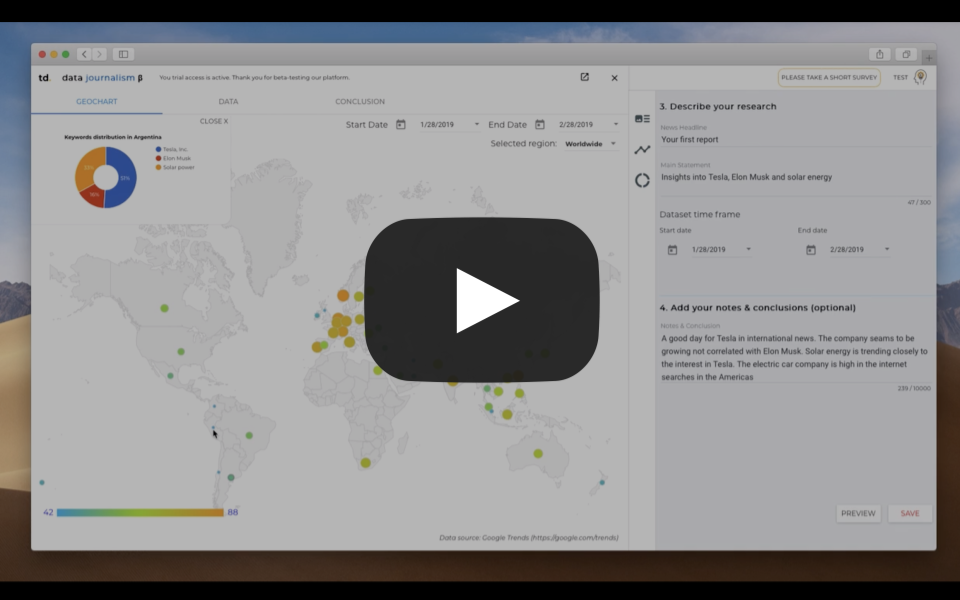 td. data journalism β
You trial access is active. Thank you for beta-testing our platform.
PLEASE TAKE A SHORT SURVEY
TEST
GEOCHART
DATA
CONCLUSION
CLOSE X
Start Date
1/28/2019
End Date
2/28/2019
Selected region: Worldwide
Keywords distribution in Argentina
Tesla, Inc.
Elon Musk
Solar power
51%
16%
42
88
Data source: Google Trends (https://google.com/trends)
3. Describe your research
News Headline
Your first report
Main Statement
Insights into Tesla, Elon Musk and solar energy
47 / 300
Dataset time frame
Start date
End date
1/28/2019
2/28/2019
4. Add your notes & conclusions (optional)
Notes & Conclusion
A good day for Tesla in international news. The company seams to be
growing not correlated with Elon Musk. Solar energy is trending closely to
the interest in Tesla. The electric car company is high in the internet
searches in the Americas
239 / 10000
PREVIEW
SAVE